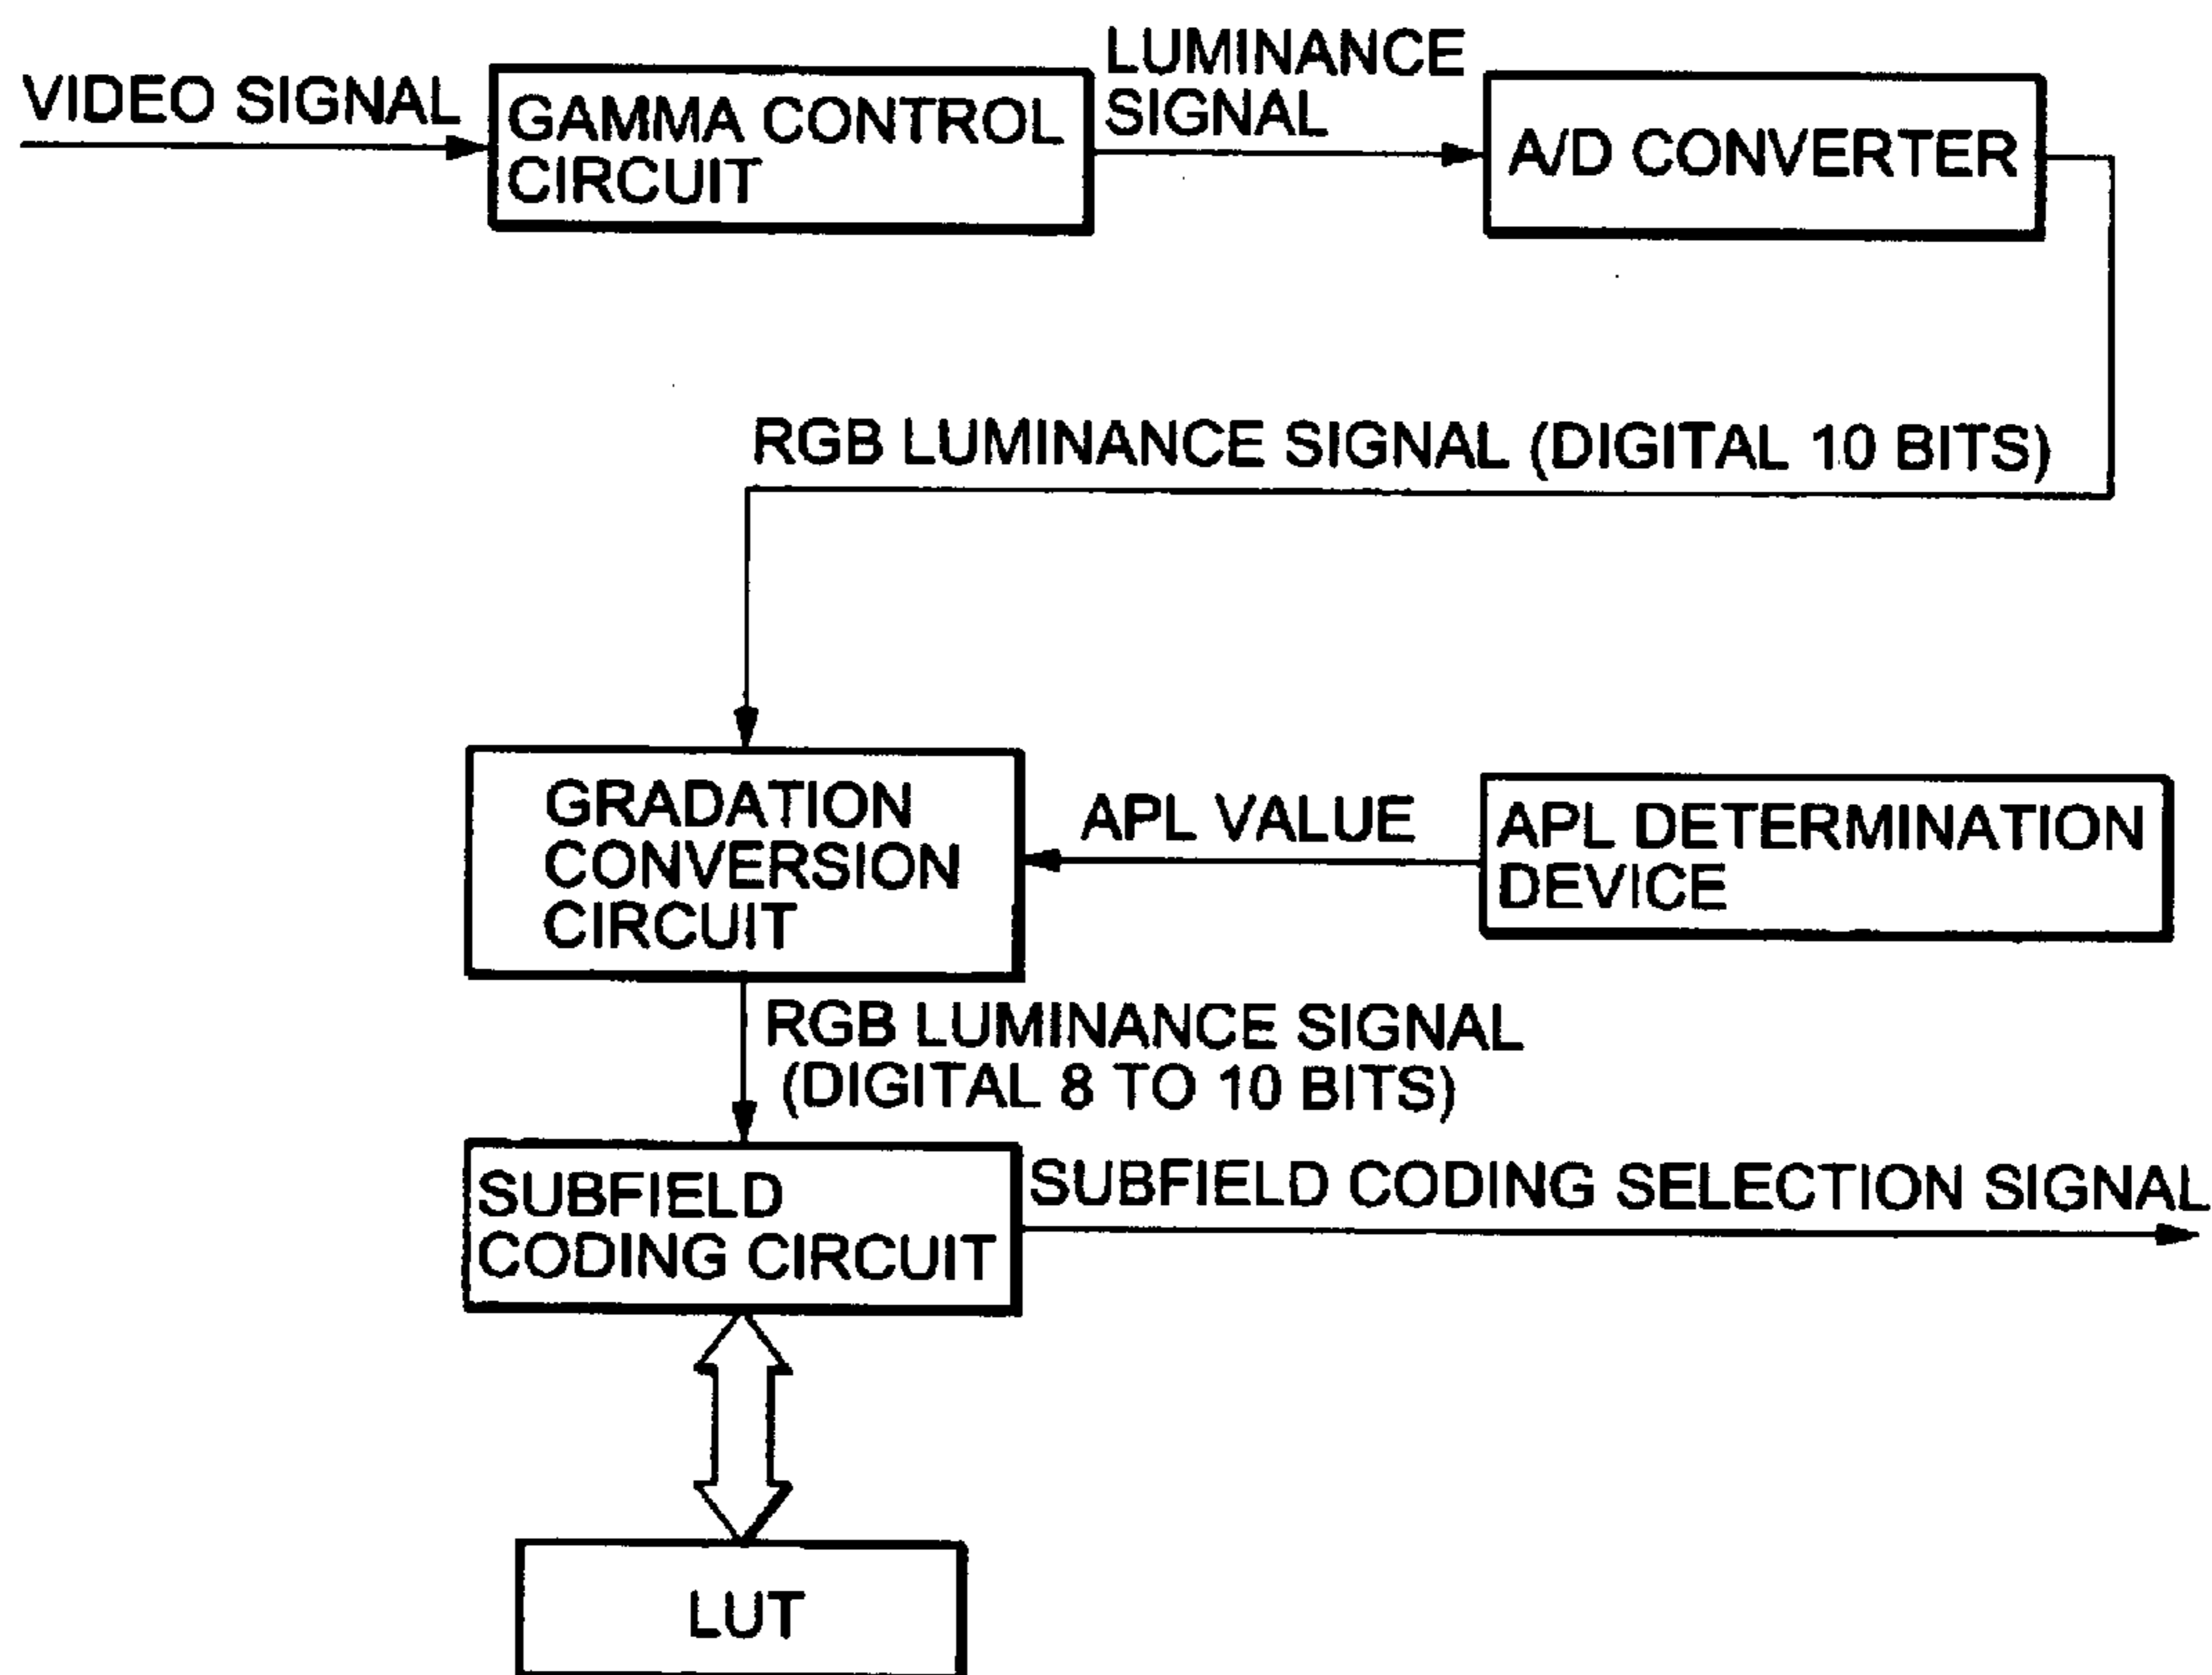 VIDEO SIGNAL
GAMMA CONTROL
CIRCUIT
LUMINANCE
SIGNAL
A/D CONVERTER
RGB LUMINANCE SIGNAL (DIGITAL 10 BITS)
GRADATION
CONVERSION
CIRCUIT
APL VALUE
APL DETERMINATION
DEVICE
RGB LUMINANCE SIGNAL
(DIGITAL 8 TO 10 BITS)
SUBFIELD
CODING CIRCUIT
SUBFIELD CODING SELECTION SIGNAL
LUT